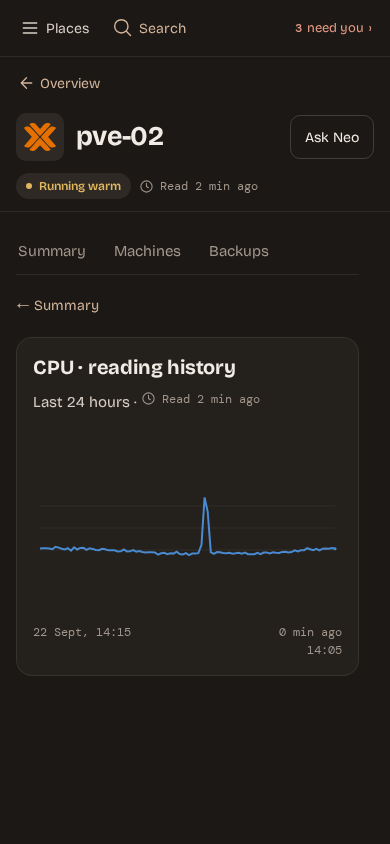 Places
Search
3 need you ›
← Overview
pve-02
Ask Neo
Running warm
Read 2 min ago
Summary
Machines
Backups
← Summary
CPU · reading history
Last 24 hours · Read 2 min ago
22 Sept, 14:15
0 min ago
14:05